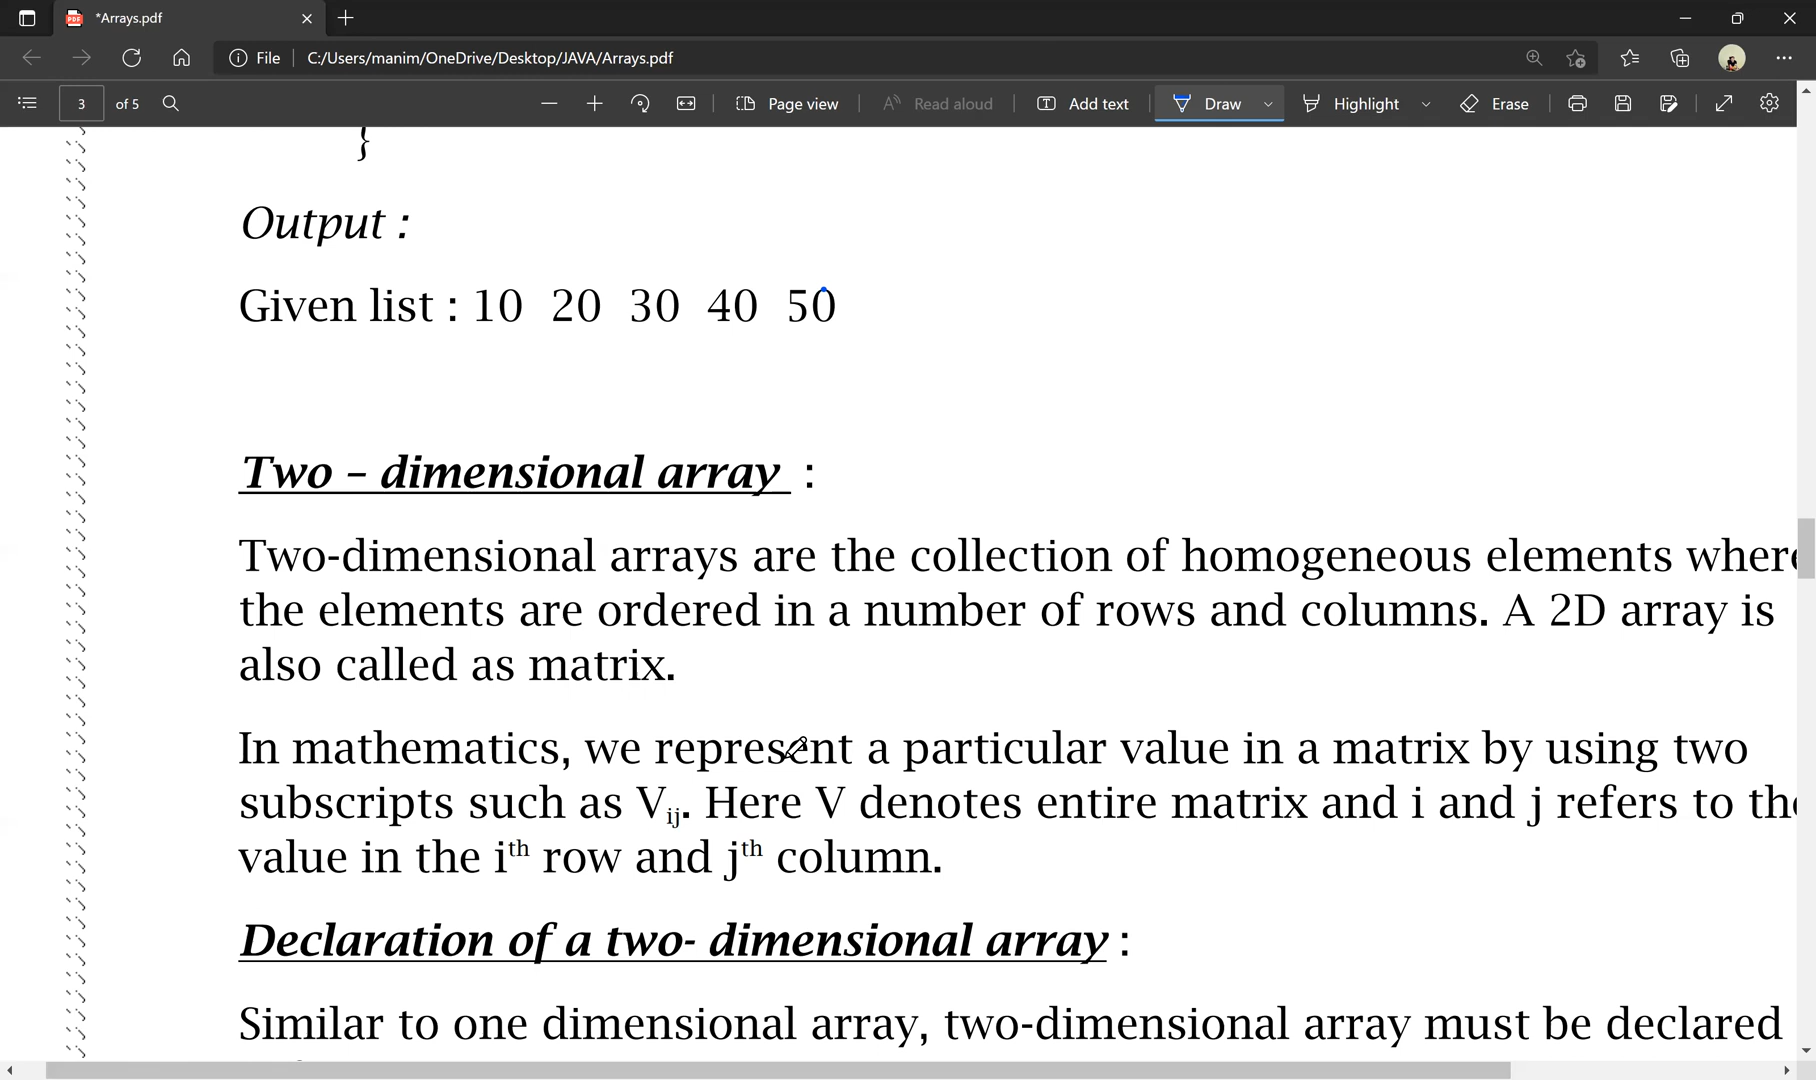 *Arrays.pdf
File C:/Users/manim/OneDrive/Desktop/JAVA/Arrays.pdf
3 of 5 Page view Read aloud Add text Draw Highlight Erase
}
Output :
Given list : 10 20 30 40 50
Two – dimensional array :
Two-dimensional arrays are the collection of homogeneous elements where
the elements are ordered in a number of rows and columns. A 2D array is
also called as matrix.
In mathematics, we represent a particular value in a matrix by using two
subscripts such as Vij. Here V denotes entire matrix and i and j refers to the
value in the ith row and jth column.
Declaration of a two- dimensional array :
Similar to one dimensional array, two-dimensional array must be declared